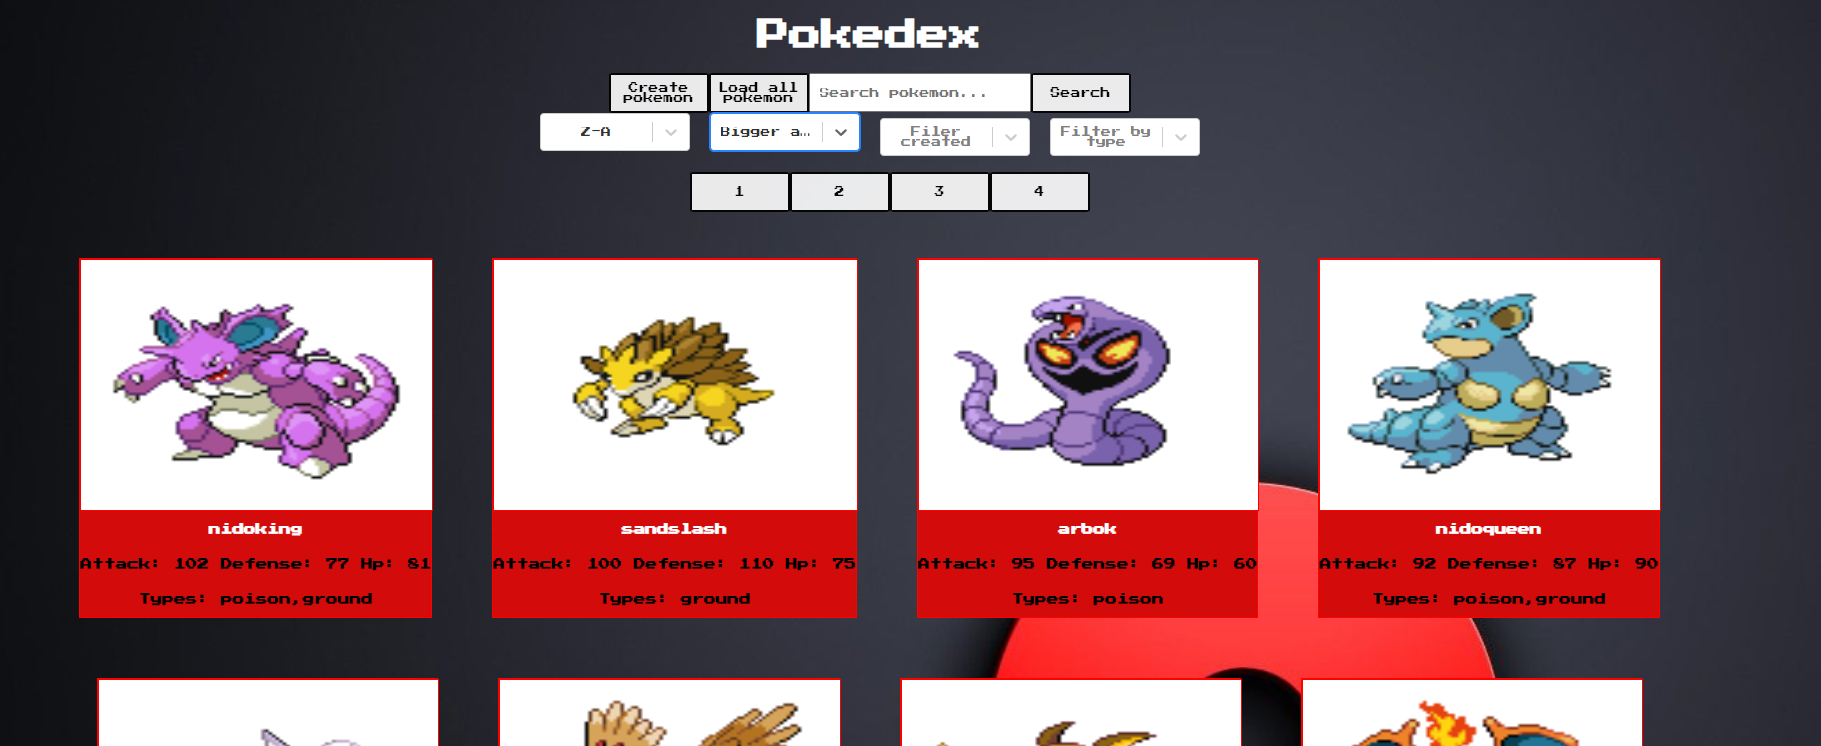 Pokedex
Create
pokemon
Load all
pokemon
Search pokemon...
Search
Z-A
Bigger a...
Filer
created
Filter by
type
1
2
3
4
nidoking
Attack: 102 Defense: 77 Hp: 81
Types: poison,ground
sandslash
Attack: 100 Defense: 110 Hp: 75
Types: ground
arbok
Attack: 95 Defense: 69 Hp: 60
Types: poison
nidoqueen
Attack: 92 Defense: 87 Hp: 90
Types: poison,ground